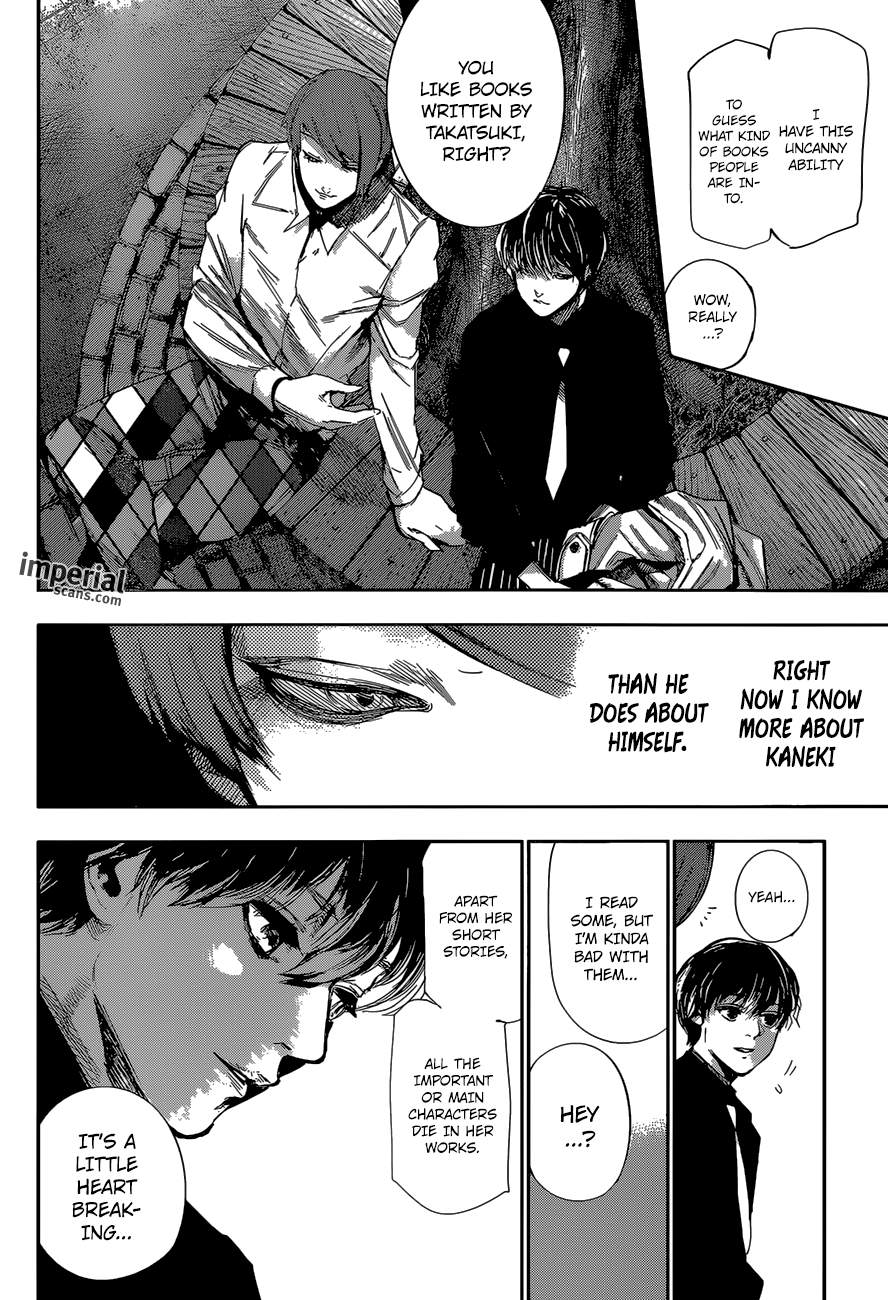 I
HAVE THIS
UNCANNY
ABILITY
TO
GUESS
WHAT KIND
OF BOOKS
PEOPLE
ARE IN-
TO.
WOW,
REALLY
...?
YOU
LIKE BOOKS
WRITTEN BY
TAKATSUKI,
RIGHT?
imperial
scans.com
RIGHT
NOW I KNOW
MORE ABOUT
KANEKI
THAN HE
DOES ABOUT
HIMSELF.
YEAH...
I READ
SOME, BUT
I'M KINDA
BAD WITH
THEM...
HEY
...?
APART
FROM HER
SHORT
STORIES,
ALL THE
IMPORTANT
OR MAIN
CHARACTERS
DIE IN HER
WORKS.
IT'S A
LITTLE
HEART
BREAK-
ING...